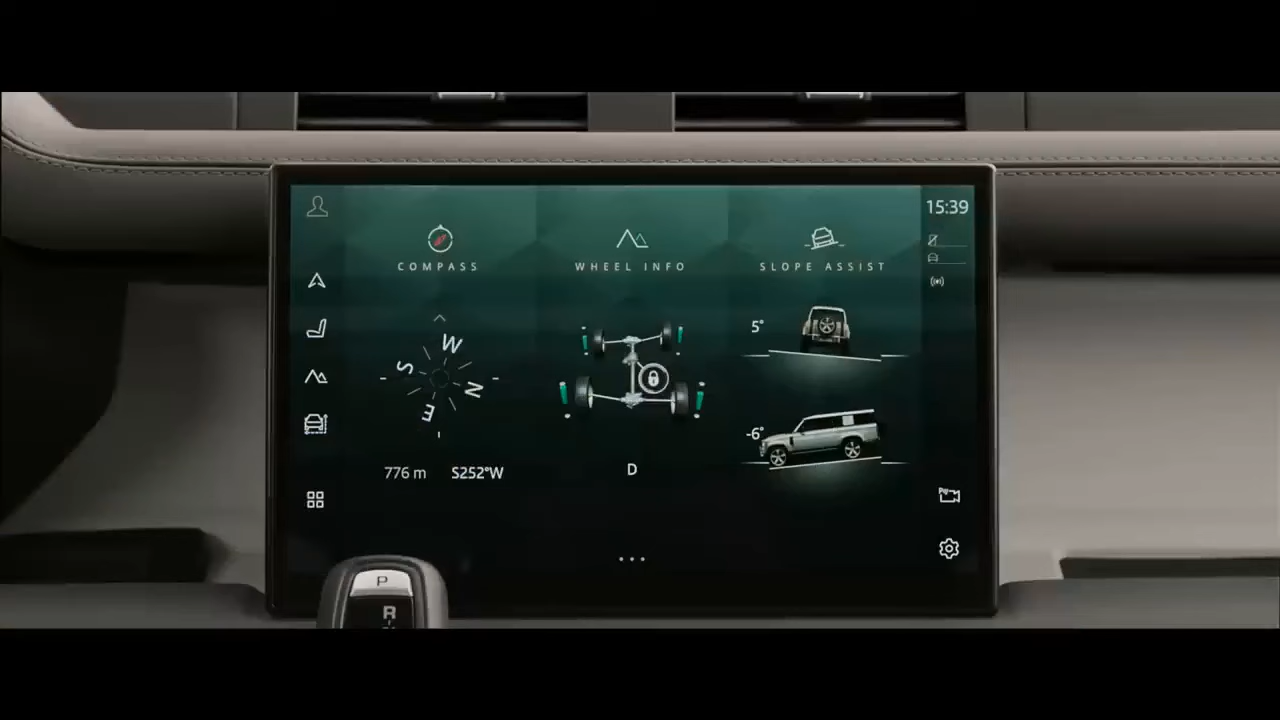 15:39
COMPASS
WHEEL INFO
SLOPE ASSIST
5°
W
S
N
E
-6°
776 m
S252°W
D
P
R